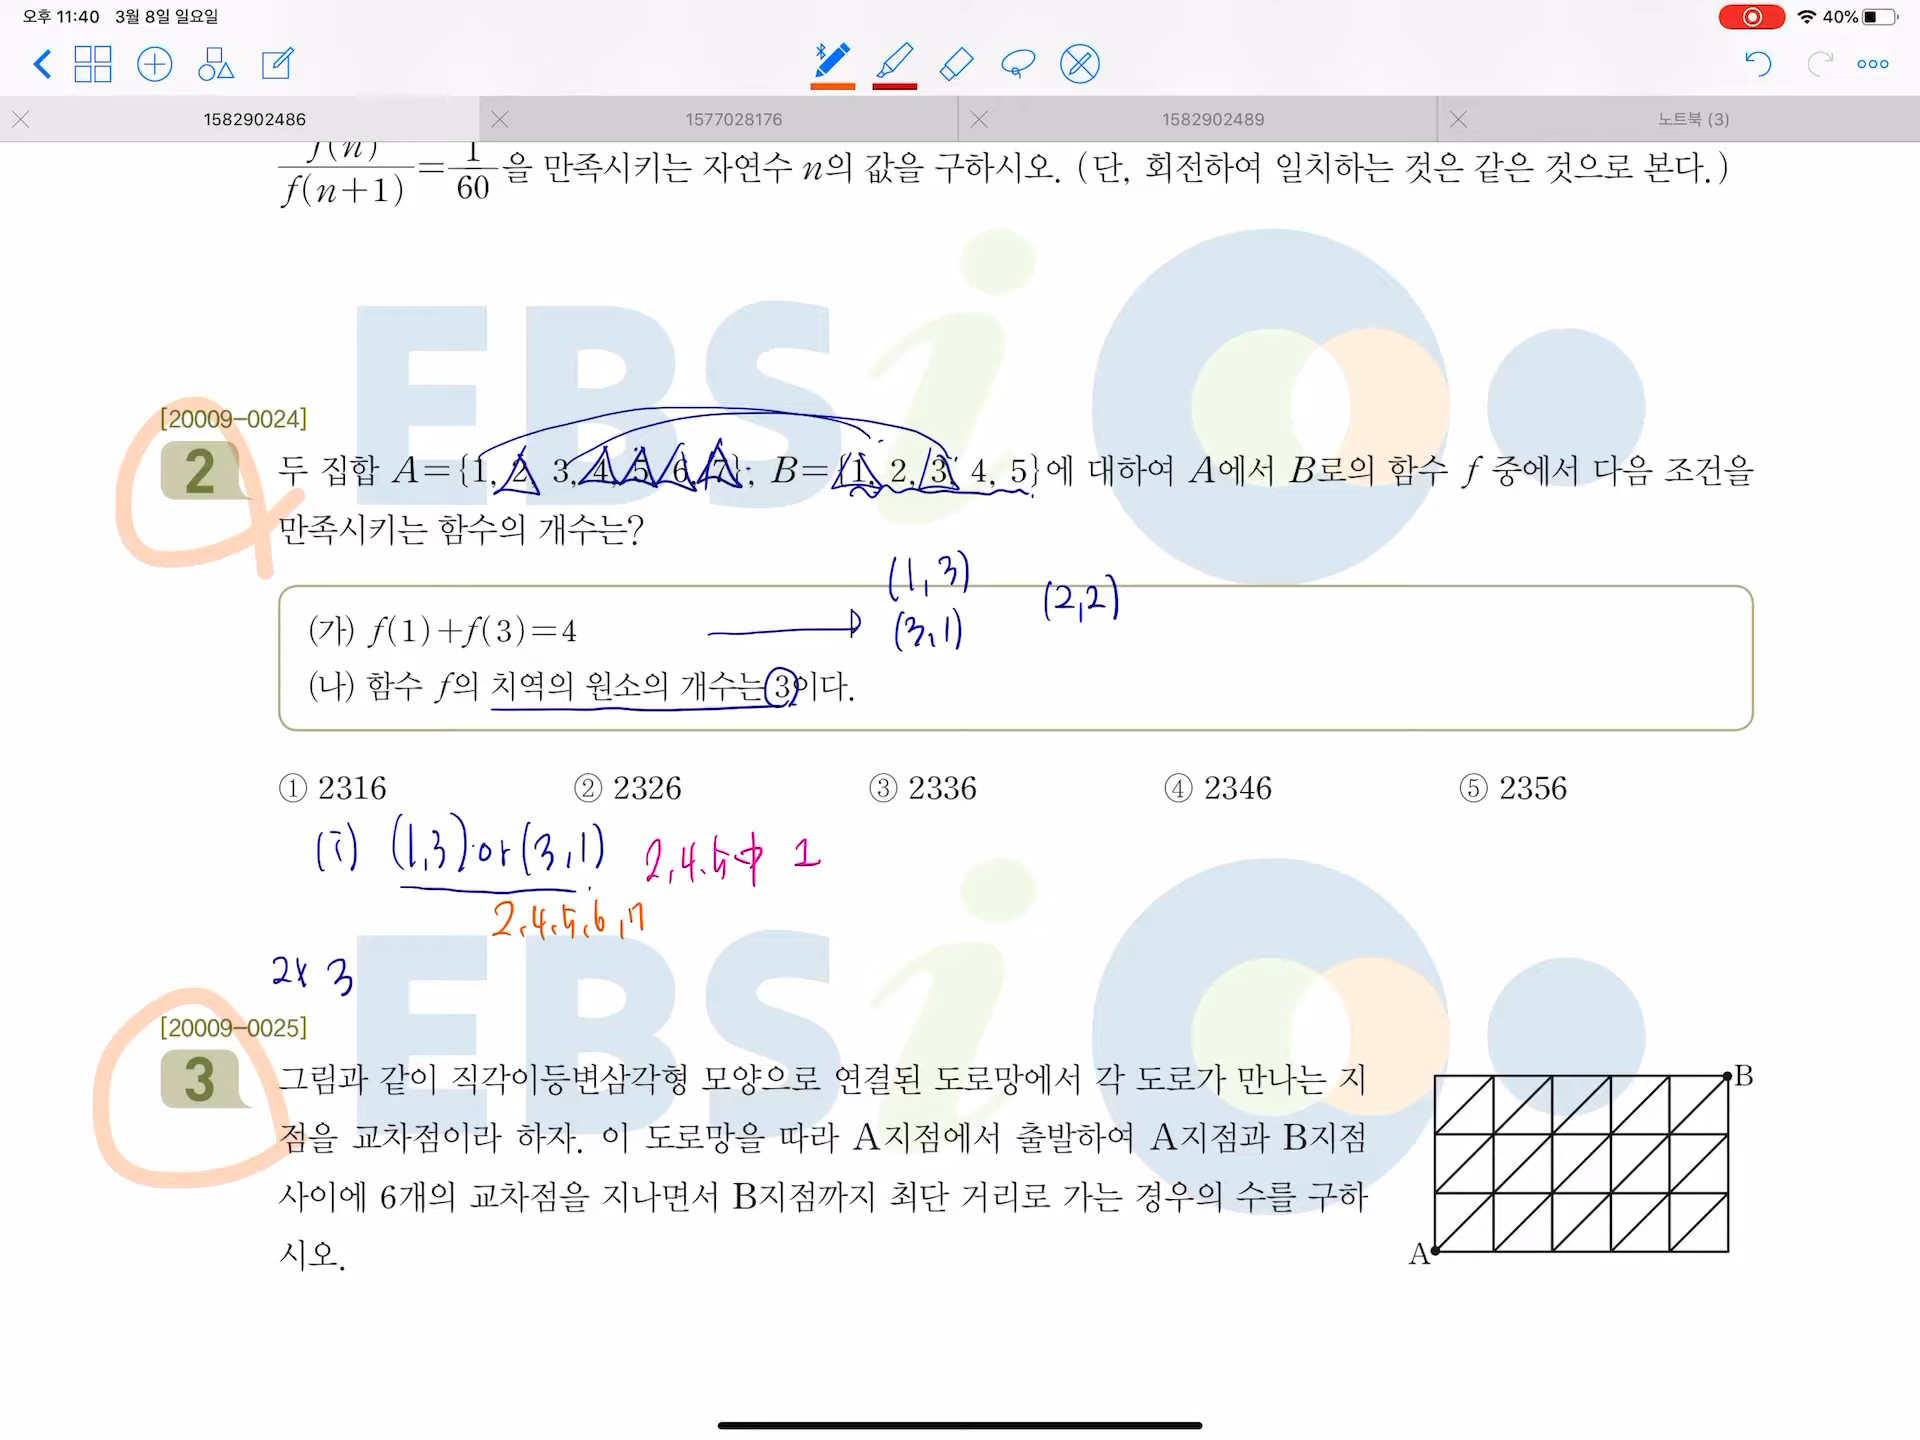 오후 11:40 3월 8일 일요일
40%
1582902486
1577028176
1582902489
노트북 (3)
f(n)/f(n+1)=1/60을 만족시키는 자연수 n의 값을 구하시오. (단, 회전하여 일치하는 것은 같은 것으로 본다.)
EBSi
[20009-0024]
2
두 집합 A={1, 2, 3, 4, 5, 6, 7}, B={1, 2, 3, 4, 5}에 대하여 A에서 B로의 함수 f 중에서 다음 조건을
만족시키는 함수의 개수는?
(1,3)
(2,2)
(가) f(1)+f(3)=4
(3,1)
(나) 함수 f의 치역의 원소의 개수는 3이다.
① 2316 ② 2326 ③ 2336 ④ 2346 ⑤ 2356
(i) (1,3) or (3,1) 2,4,5 中 1
2,4,5,6,7
2× 3
EBSi
[20009-0025]
3
그림과 같이 직각이등변삼각형 모양으로 연결된 도로망에서 각 도로가 만나는 지
점을 교차점이라 하자. 이 도로망을 따라 A지점에서 출발하여 A지점과 B지점
사이에 6개의 교차점을 지나면서 B지점까지 최단 거리로 가는 경우의 수를 구하
시오.
B
A